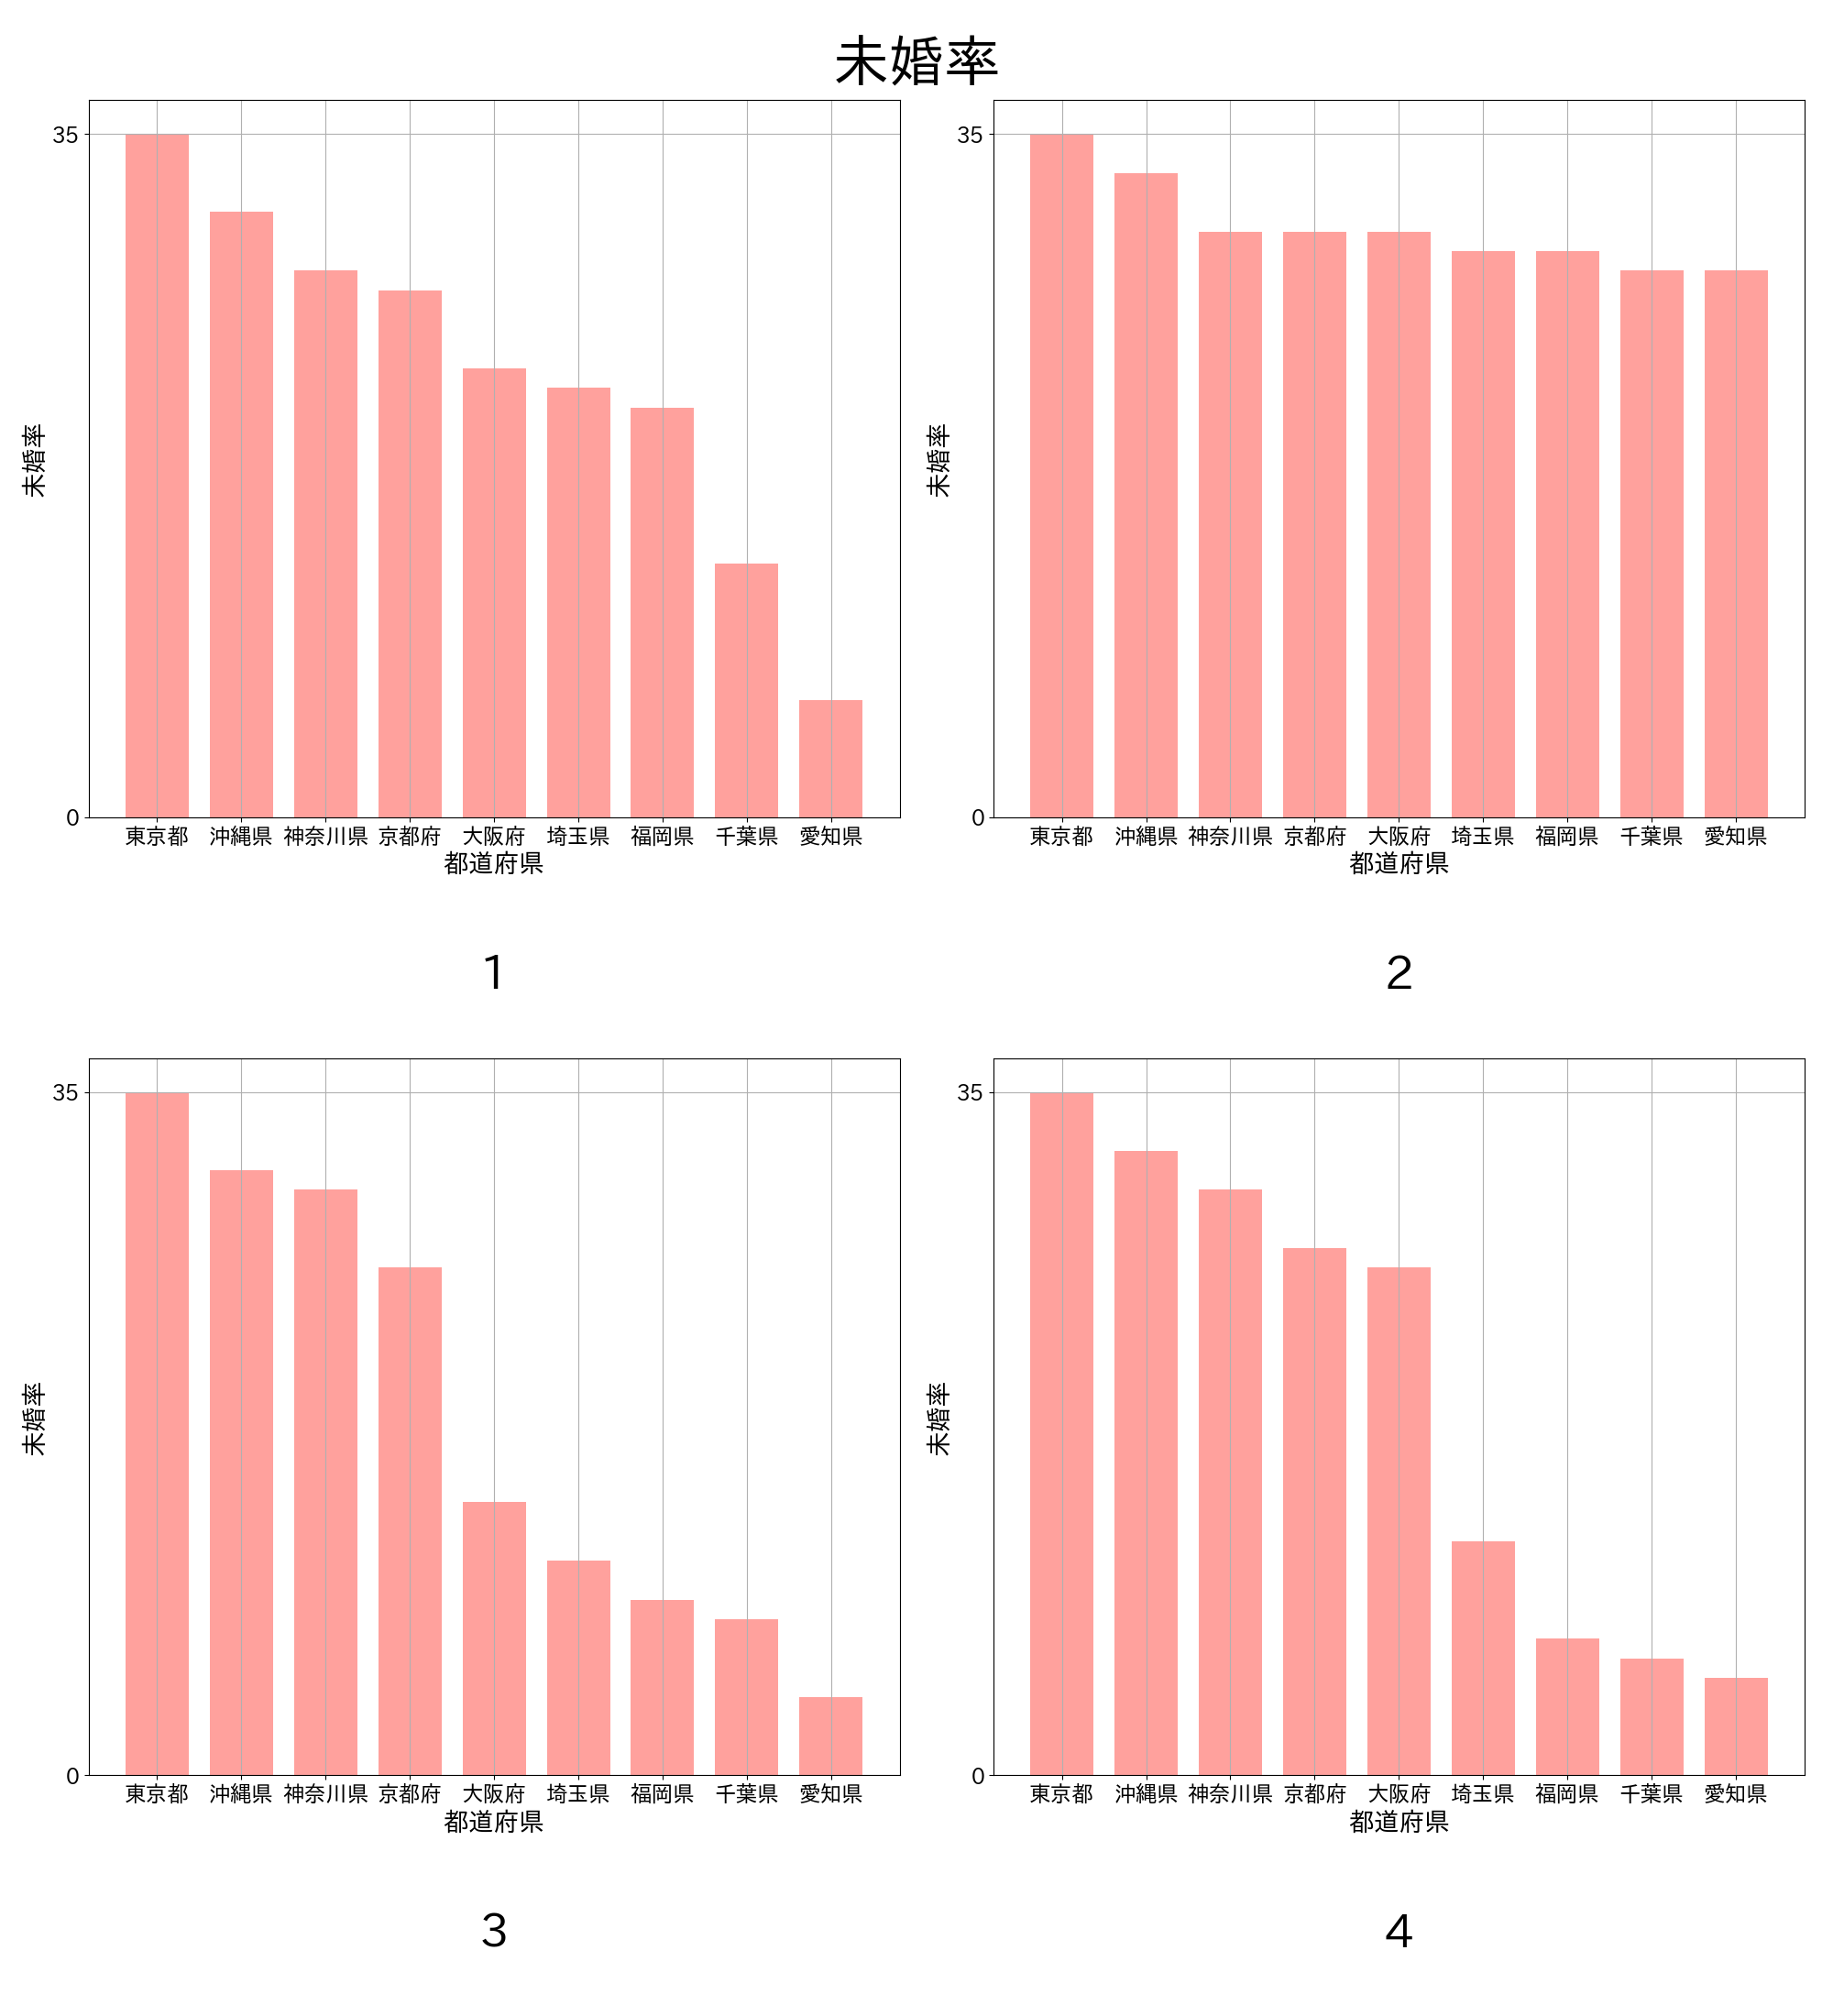 未婚率
35
0
未婚率
東京都 沖縄県 神奈川県 京都府 大阪府 埼玉県 福岡県 千葉県 愛知県
都道府県
1
35
0
未婚率
東京都 沖縄県 神奈川県 京都府 大阪府 埼玉県 福岡県 千葉県 愛知県
都道府県
2
35
0
未婚率
東京都 沖縄県 神奈川県 京都府 大阪府 埼玉県 福岡県 千葉県 愛知県
都道府県
3
35
0
未婚率
東京都 沖縄県 神奈川県 京都府 大阪府 埼玉県 福岡県 千葉県 愛知県
都道府県
4